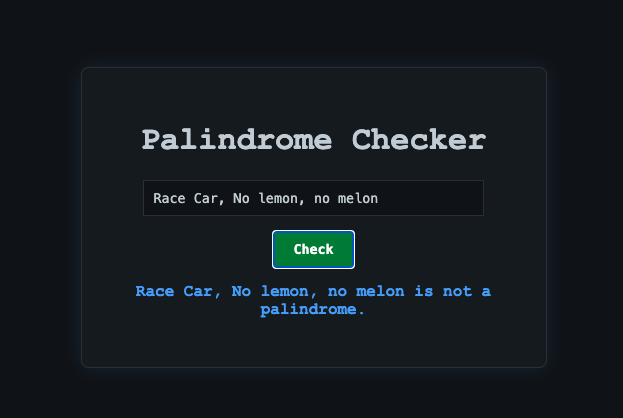 Palindrome Checker
Race Car, No lemon, no melon
Check
Race Car, No lemon, no melon is not a
palindrome.